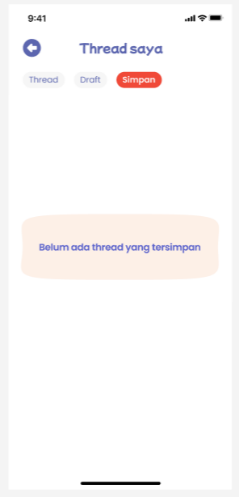 9:41
Thread saya
Thread Draft Simpan
Belum ada thread yang tersimpan